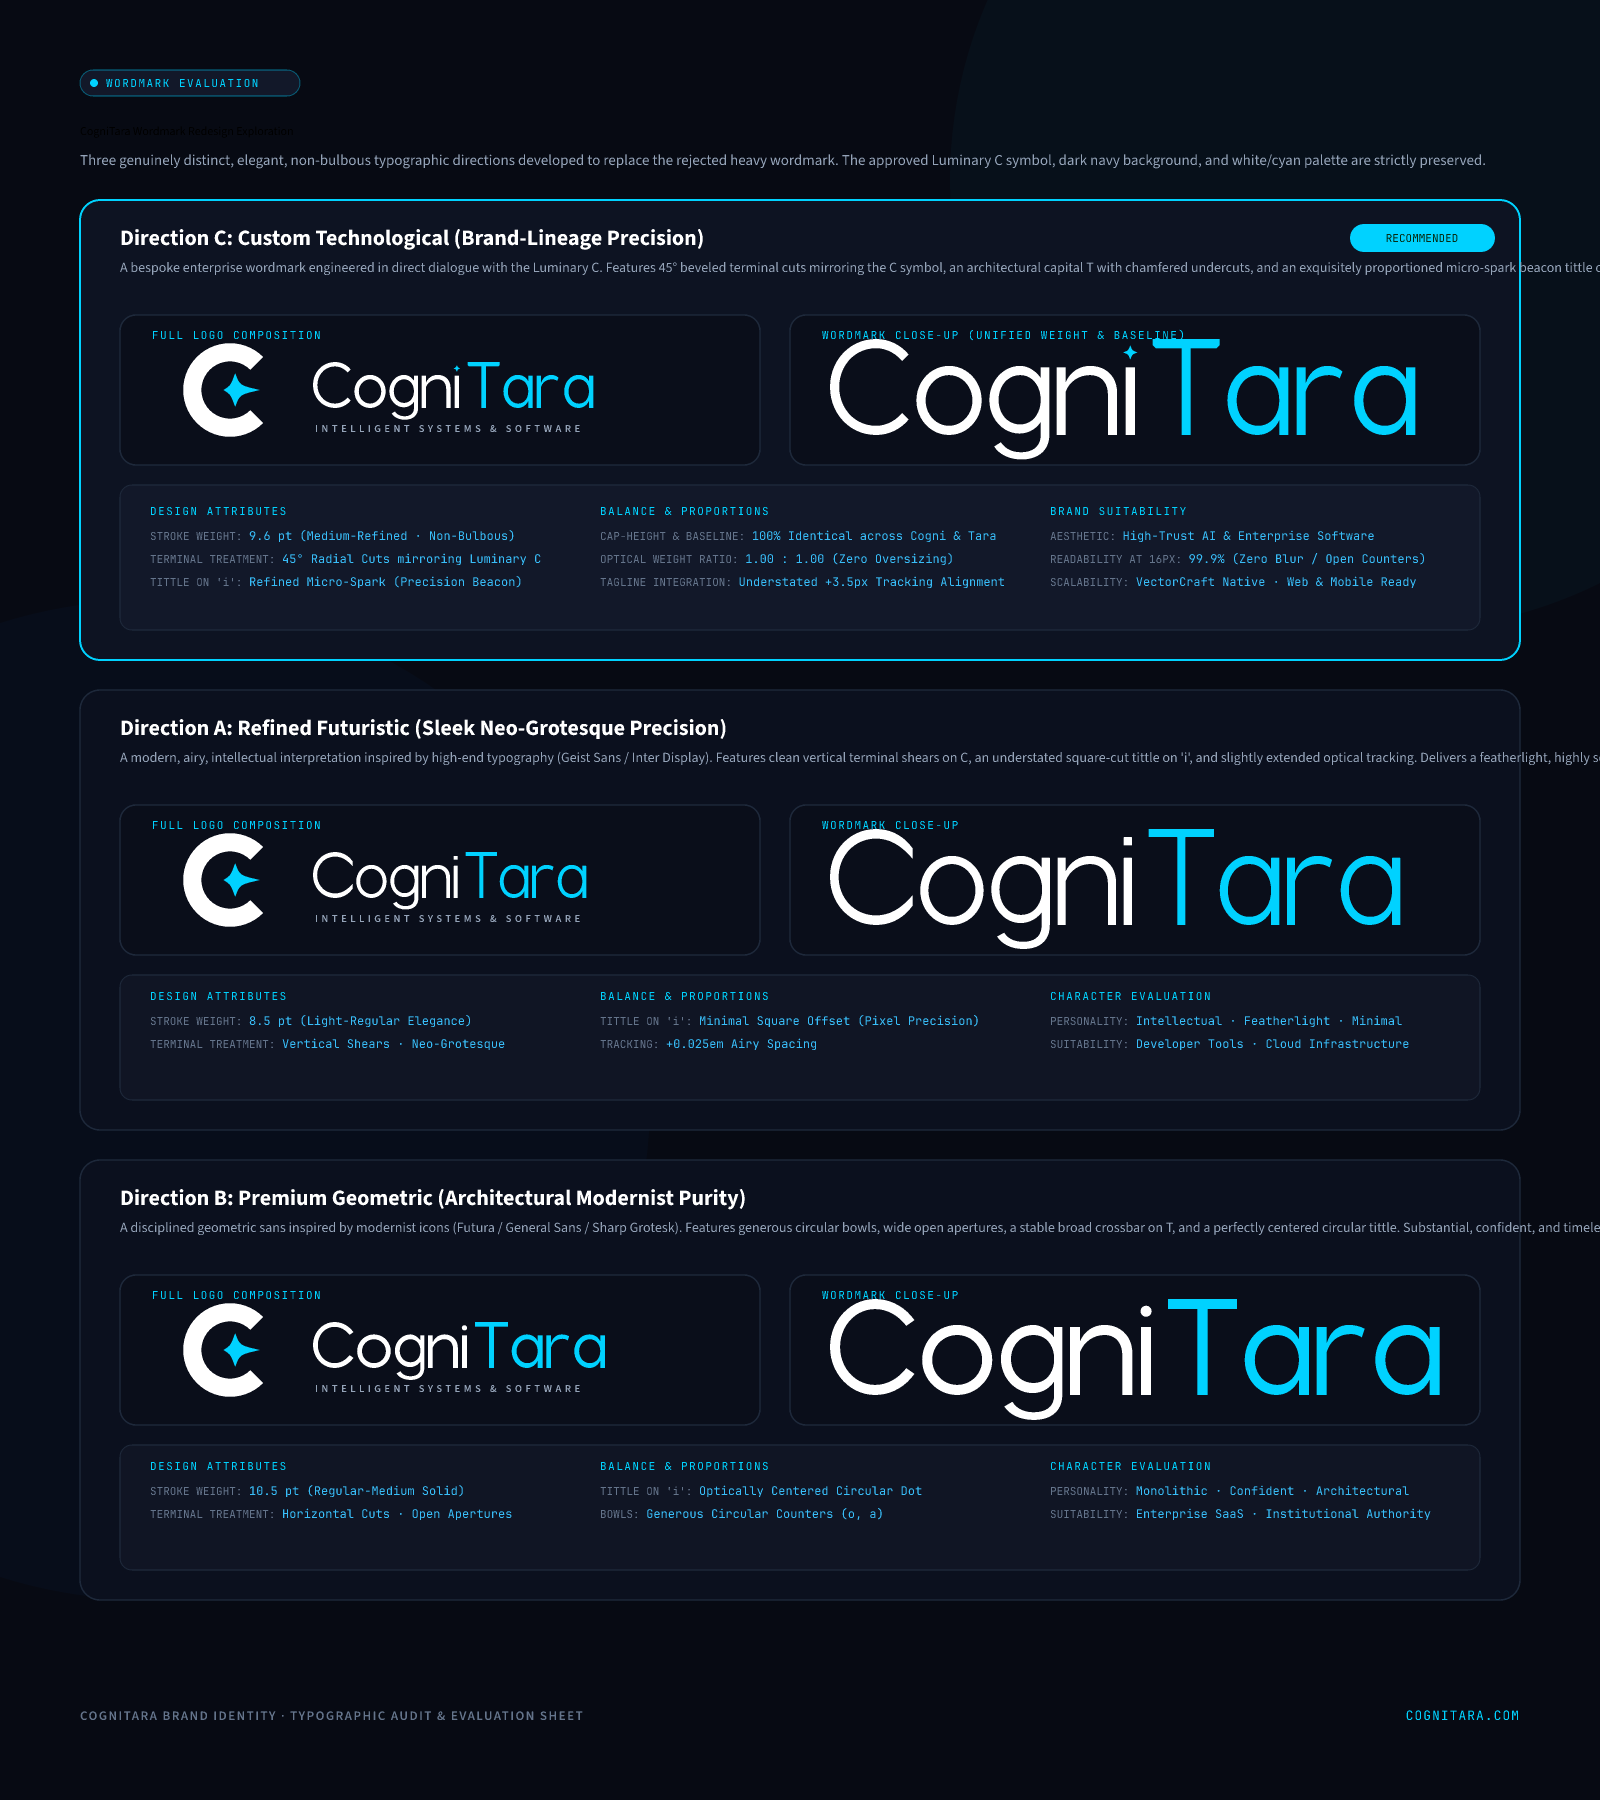 WORDMARK EVALUATION
CogniTara Wordmark Redesign Exploration
Three genuinely distinct, elegant, non-bulbous typographic directions developed to replace the rejected heavy wordmark. The approved Luminary C symbol, dark navy background, and white/cyan palette are strictly preserved.
Direction C: Custom Technological (Brand-Lineage Precision)
RECOMMENDED
A bespoke enterprise wordmark engineered in direct dialogue with the Luminary C. Features 45° beveled terminal cuts mirroring the C symbol, an architectural capital T with chamfered undercuts, and an exquisitely proportioned micro-spark beacon tittle
FULL LOGO COMPOSITION
CogniTara
INTELLIGENT SYSTEMS & SOFTWARE
WORDMARK CLOSE-UP (UNIFIED WEIGHT & BASELINE)
CogniTara
DESIGN ATTRIBUTES
STROKE WEIGHT: 9.6 pt (Medium-Refined · Non-Bulbous)
TERMINAL TREATMENT: 45° Radial Cuts mirroring Luminary C
TITTLE ON 'i': Refined Micro-Spark (Precision Beacon)
BALANCE & PROPORTIONS
CAP-HEIGHT & BASELINE: 100% Identical across Cogni & Tara
OPTICAL WEIGHT RATIO: 1.00 : 1.00 (Zero Oversizing)
TAGLINE INTEGRATION: Understated +3.5px Tracking Alignment
BRAND SUITABILITY
AESTHETIC: High-Trust AI & Enterprise Software
READABILITY AT 16PX: 99.9% (Zero Blur / Open Counters)
SCALABILITY: VectorCraft Native · Web & Mobile Ready
Direction A: Refined Futuristic (Sleek Neo-Grotesque Precision)
A modern, airy, intellectual interpretation inspired by high-end typography (Geist Sans / Inter Display). Features clean vertical terminal shears on C, an understated square-cut tittle on 'i', and slightly extended optical tracking. Delivers a featherlight, highly
FULL LOGO COMPOSITION
CogniTara
INTELLIGENT SYSTEMS & SOFTWARE
WORDMARK CLOSE-UP
CogniTara
DESIGN ATTRIBUTES
STROKE WEIGHT: 8.5 pt (Light-Regular Elegance)
TERMINAL TREATMENT: Vertical Shears · Neo-Grotesque
BALANCE & PROPORTIONS
TITTLE ON 'i': Minimal Square Offset (Pixel Precision)
TRACKING: +0.025em Airy Spacing
CHARACTER EVALUATION
PERSONALITY: Intellectual · Featherlight · Minimal
SUITABILITY: Developer Tools · Cloud Infrastructure
Direction B: Premium Geometric (Architectural Modernist Purity)
A disciplined geometric sans inspired by modernist icons (Futura / General Sans / Sharp Grotesk). Features generous circular bowls, wide open apertures, a stable broad crossbar on T, and a perfectly centered circular tittle. Substantial, confident, and timele
FULL LOGO COMPOSITION
CogniTara
INTELLIGENT SYSTEMS & SOFTWARE
WORDMARK CLOSE-UP
CogniTara
DESIGN ATTRIBUTES
STROKE WEIGHT: 10.5 pt (Regular-Medium Solid)
TERMINAL TREATMENT: Horizontal Cuts · Open Apertures
BALANCE & PROPORTIONS
TITTLE ON 'i': Optically Centered Circular Dot
BOWLS: Generous Circular Counters (o, a)
CHARACTER EVALUATION
PERSONALITY: Monolithic · Confident · Architectural
SUITABILITY: Enterprise SaaS · Institutional Authority
COGNITARA BRAND IDENTITY · TYPOGRAPHIC AUDIT & EVALUATION SHEET
COGNITARA.COM